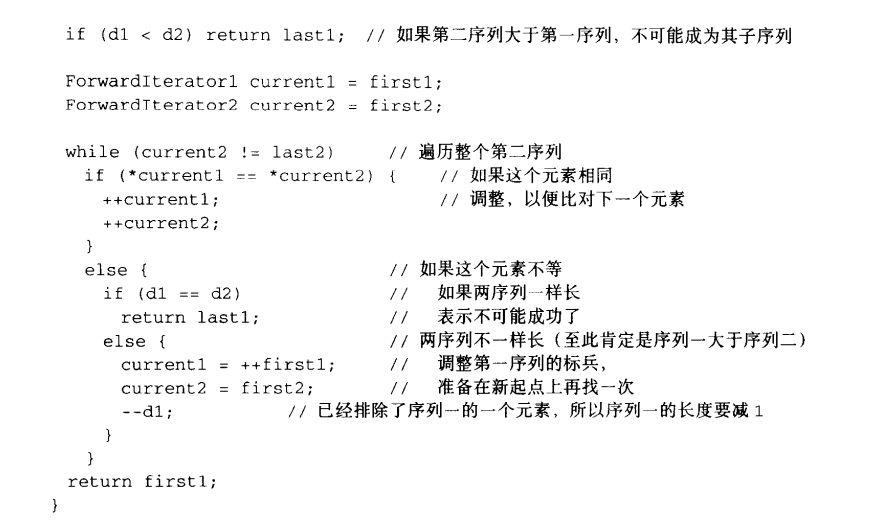 if (d1 < d2) return last1; // 如果第二序列大于第一序列，不可能成为其子序列
ForwardIterator1 current1 = first1;
ForwardIterator2 current2 = first2;
while (current2 != last2) // 遍历整个第二序列
if (*current1 == *current2) { // 如果这个元素相同
++current1; // 调整，以便比对下一个元素
++current2;
}
else { // 如果这个元素不等
if (d1 == d2) // 如果两序列一样长
return last1; // 表示不可能成功了
else { // 两序列不一样长（至此肯定是序列一大于序列二）
current1 = ++first1; // 调整第一序列的标兵，
current2 = first2; // 准备在新起点上再找一次
--d1; // 已经排除了序列一的一个元素，所以序列一的长度要减 1
}
}
return first1;
}